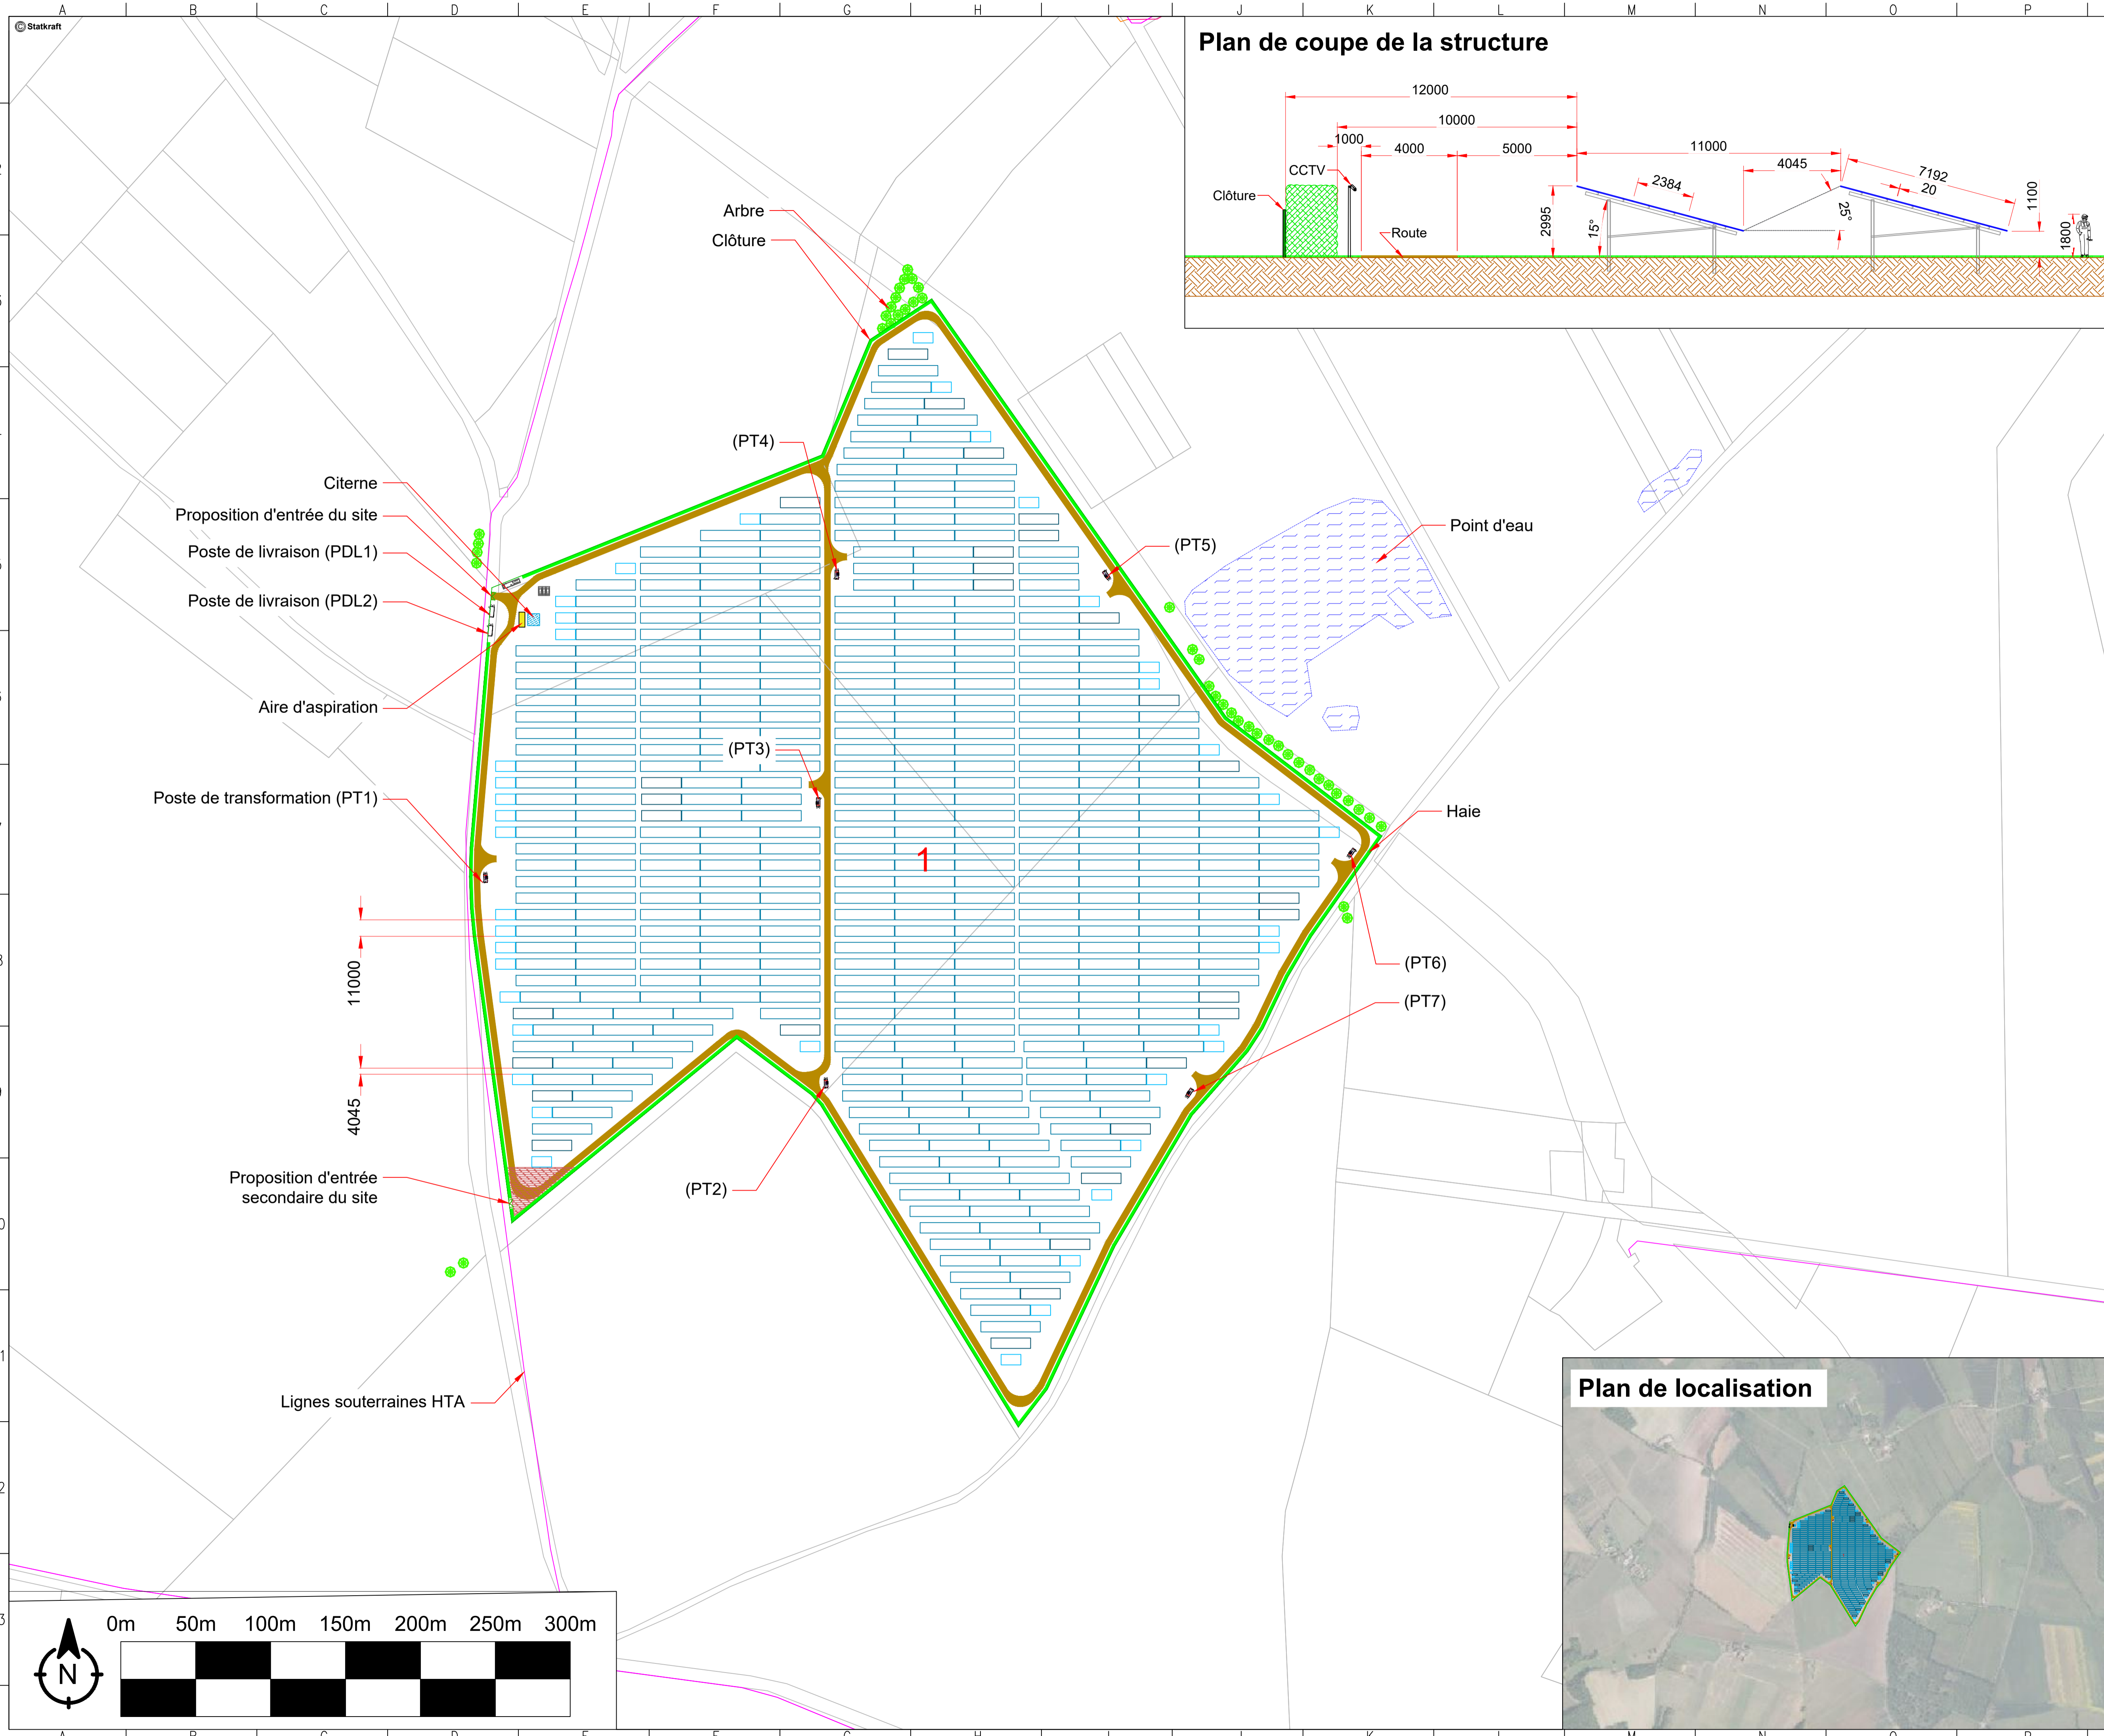 A B C D E F G H I J K L M N O P
© Statkraft
Plan de coupe de la structure
12000
10000
1000
4000
5000
11000
4045
7192
20
2384
CCTV
Clôture
Route
2995
15°
25°
1100
1800
Arbre
Clôture
(PT4)
Citerne
Proposition d'entrée du site
Poste de livraison (PDL1)
Poste de livraison (PDL2)
Aire d'aspiration
(PT5)
Point d'eau
(PT3)
Poste de transformation (PT1)
Haie
1
11000
(PT6)
(PT7)
4045
Proposition d'entrée
secondaire du site
(PT2)
Lignes souterraines HTA
Plan de localisation
0m 50m 100m 150m 200m 250m 300m
N
A B C D E F G H I J K L M N O P